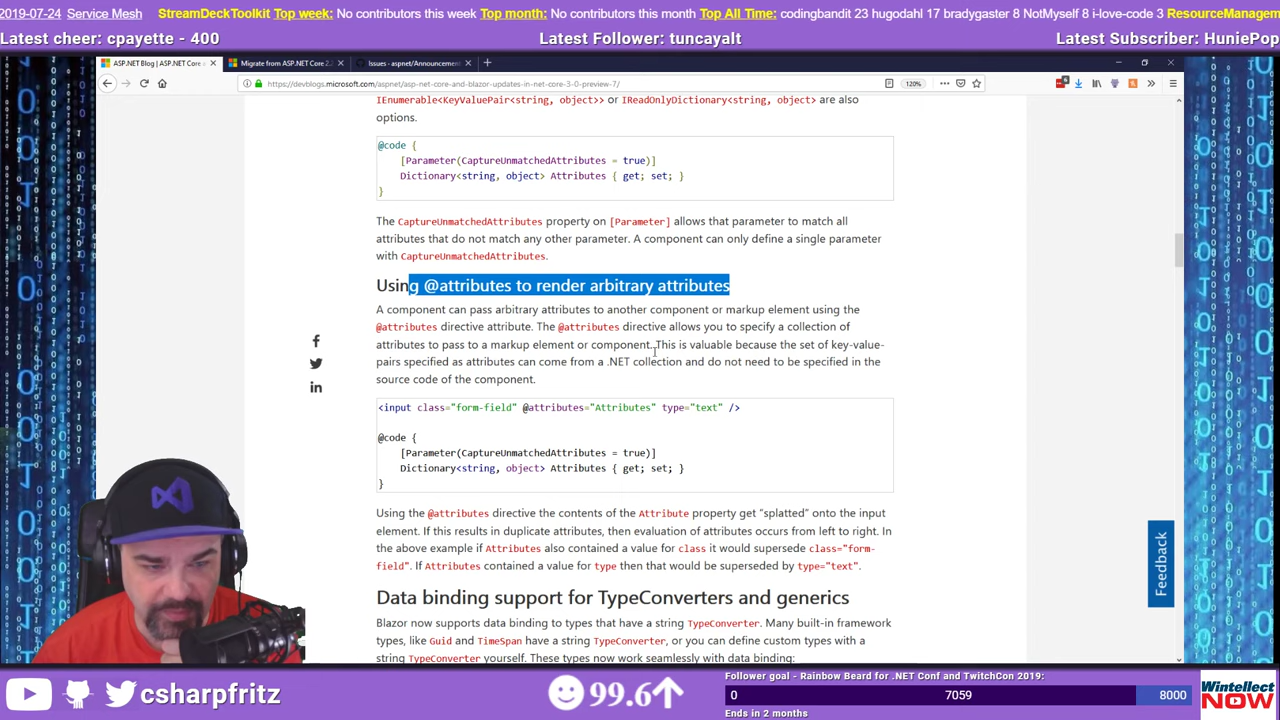 2019-07-24 Service Mesh StreamDeckToolkit Top week: No contributors this week Top month: No contributors this month Top All Time: codingbandit 23 hugodahl 17 bradygaster 8 NotMyself 8 i-love-code 3 ResourceManagem
Latest cheer: cpayette - 400 Latest Follower: tuncayalt Latest Subscriber: HuniePop
ASP.NET Blog | ASP.NET Core a Migrate from ASP.NET Core 2. Issues · aspnet/Announcement
https://devblogs.microsoft.com/aspnet/asp-net-core-and-blazor-updates-in-net-core-3-0-preview-7/ 120%
IEnumerable<KeyValuePair<string, object>> or IReadOnlyDictionary<string, object> are also
options.
@code {
[Parameter(CaptureUnmatchedAttributes = true)]
Dictionary<string, object> Attributes { get; set; }
}
The CaptureUnmatchedAttributes property on [Parameter] allows that parameter to match all
attributes that do not match any other parameter. A component can only define a single parameter
with CaptureUnmatchedAttributes.
Using @attributes to render arbitrary attributes
A component can pass arbitrary attributes to another component or markup element using the
@attributes directive attribute. The @attributes directive allows you to specify a collection of
attributes to pass to a markup element or component. This is valuable because the set of key-value-
pairs specified as attributes can come from a .NET collection and do not need to be specified in the
source code of the component.
<input class="form-field" @attributes="Attributes" type="text" />
@code {
[Parameter(CaptureUnmatchedAttributes = true)]
Dictionary<string, object> Attributes { get; set; }
}
Using the @attributes directive the contents of the Attribute property get "splatted" onto the input
element. If this results in duplicate attributes, then evaluation of attributes occurs from left to right. In
the above example if Attributes also contained a value for class it would supersede class="form-
field". If Attributes contained a value for type then that would be superseded by type="text".
Data binding support for TypeConverters and generics
Blazor now supports data binding to types that have a string TypeConverter. Many built-in framework
types, like Guid and TimeSpan have a string TypeConverter, or you can define custom types with a
string TypeConverter yourself. These types now work seamlessly with data binding:
Feedback
csharpfritz
99.6
Follower goal - Rainbow Beard for .NET Conf and TwitchCon 2019:
0 7059 8000
Ends in 2 months
Wintellect
NOW